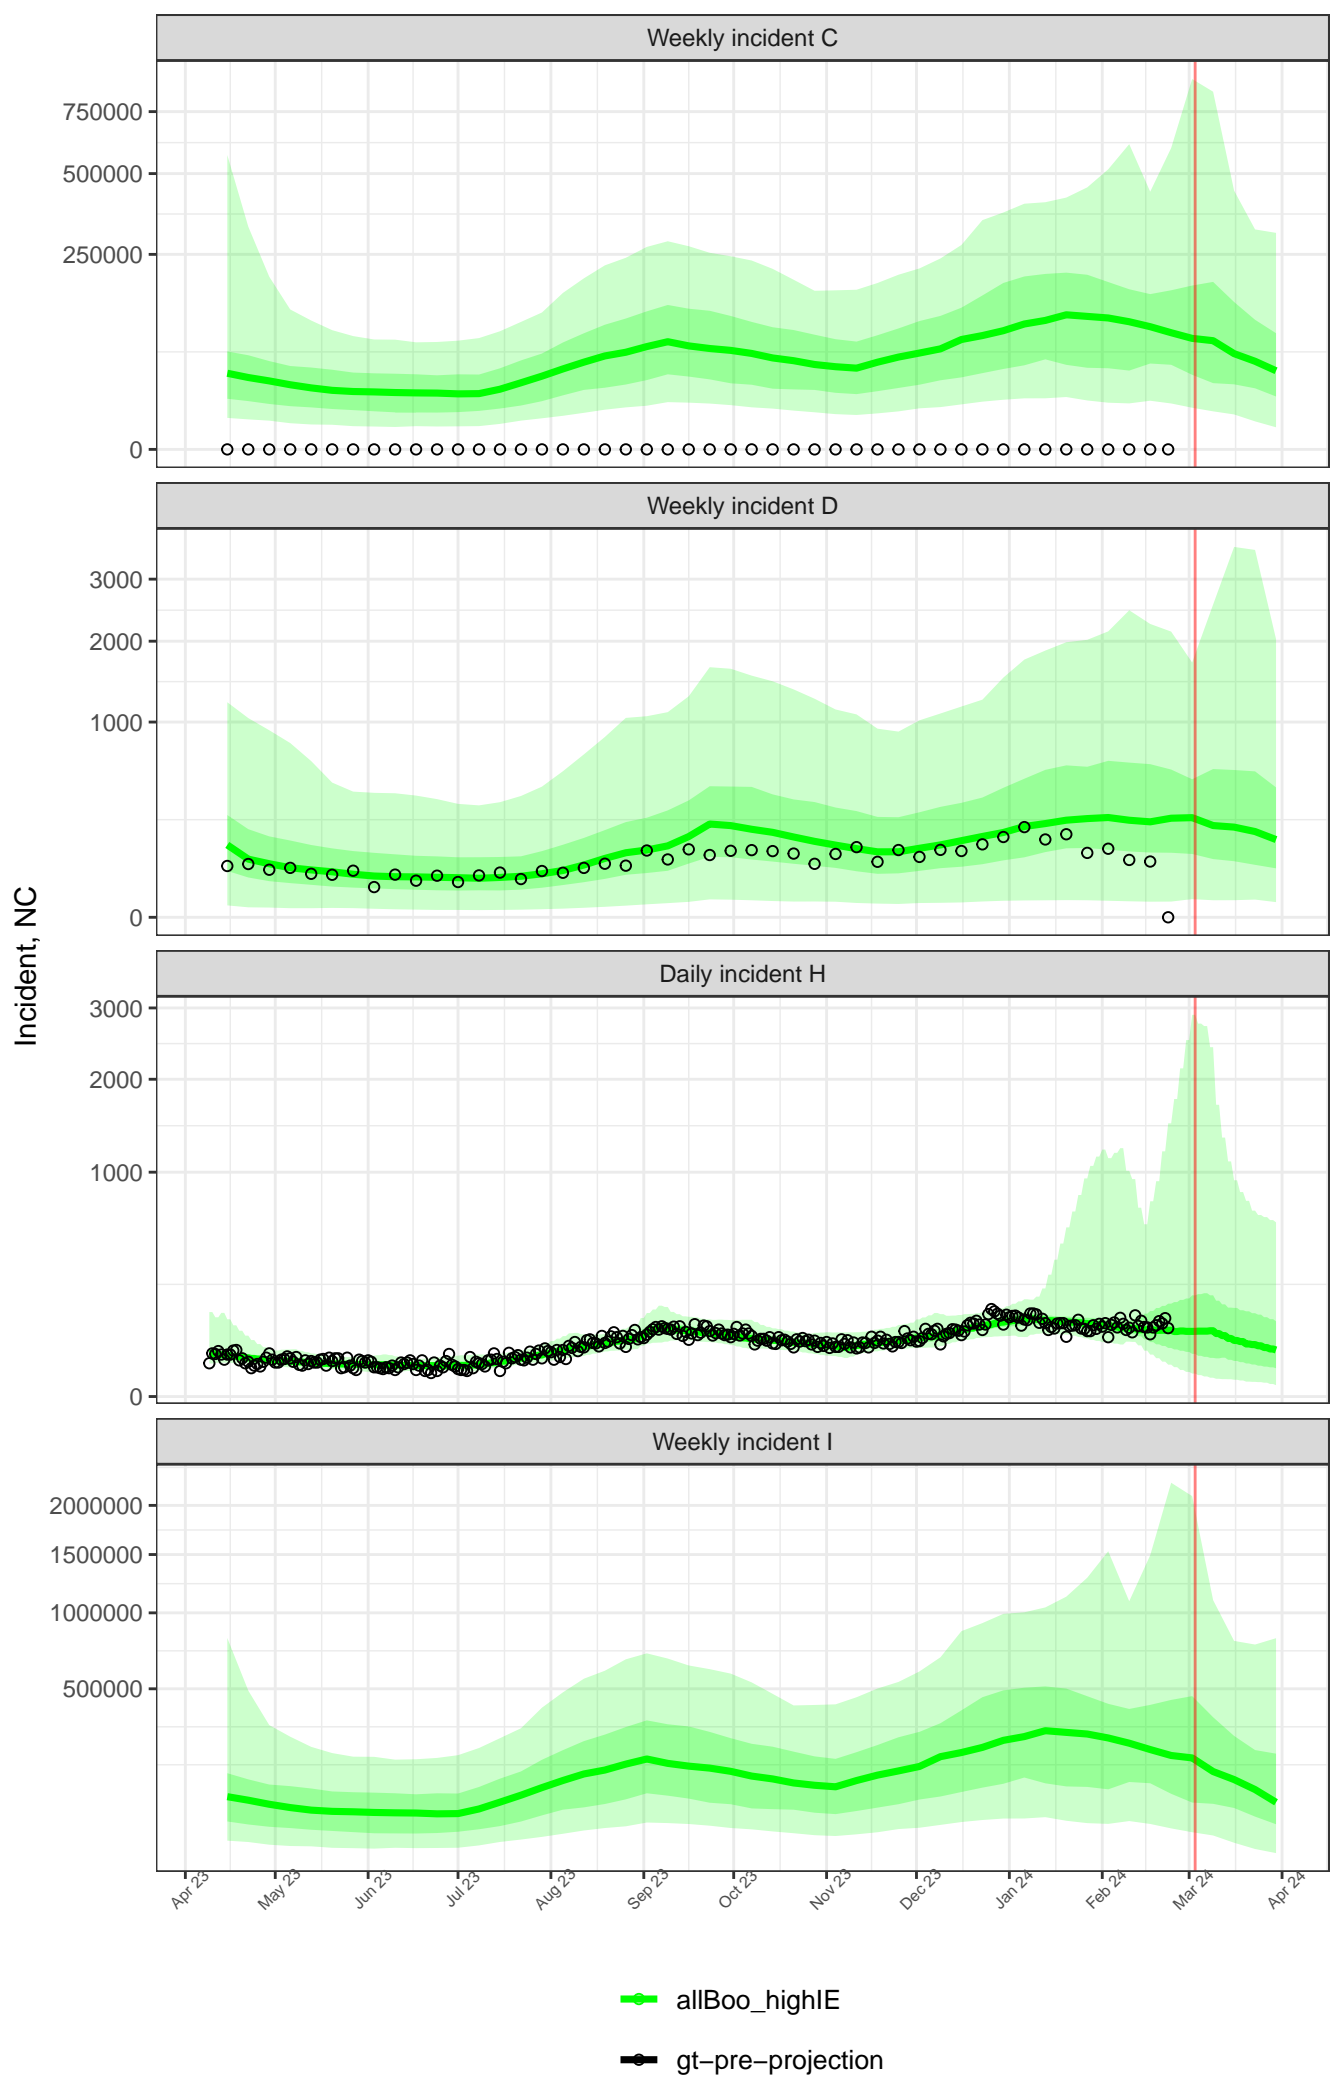 Weekly incident C
750000
500000
250000
0
Weekly incident D
3000
2000
1000
0
Incident, NC
Daily incident H
3000
2000
1000
0
Weekly incident I
2000000
1500000
1000000
500000
Apr 23
May 23
Jun 23
Jul 23
Aug 23
Sep 23
Oct 23
Nov 23
Dec 23
Jan 24
Feb 24
Mar 24
Apr 24
allBoo_highIE
gt−pre−projection